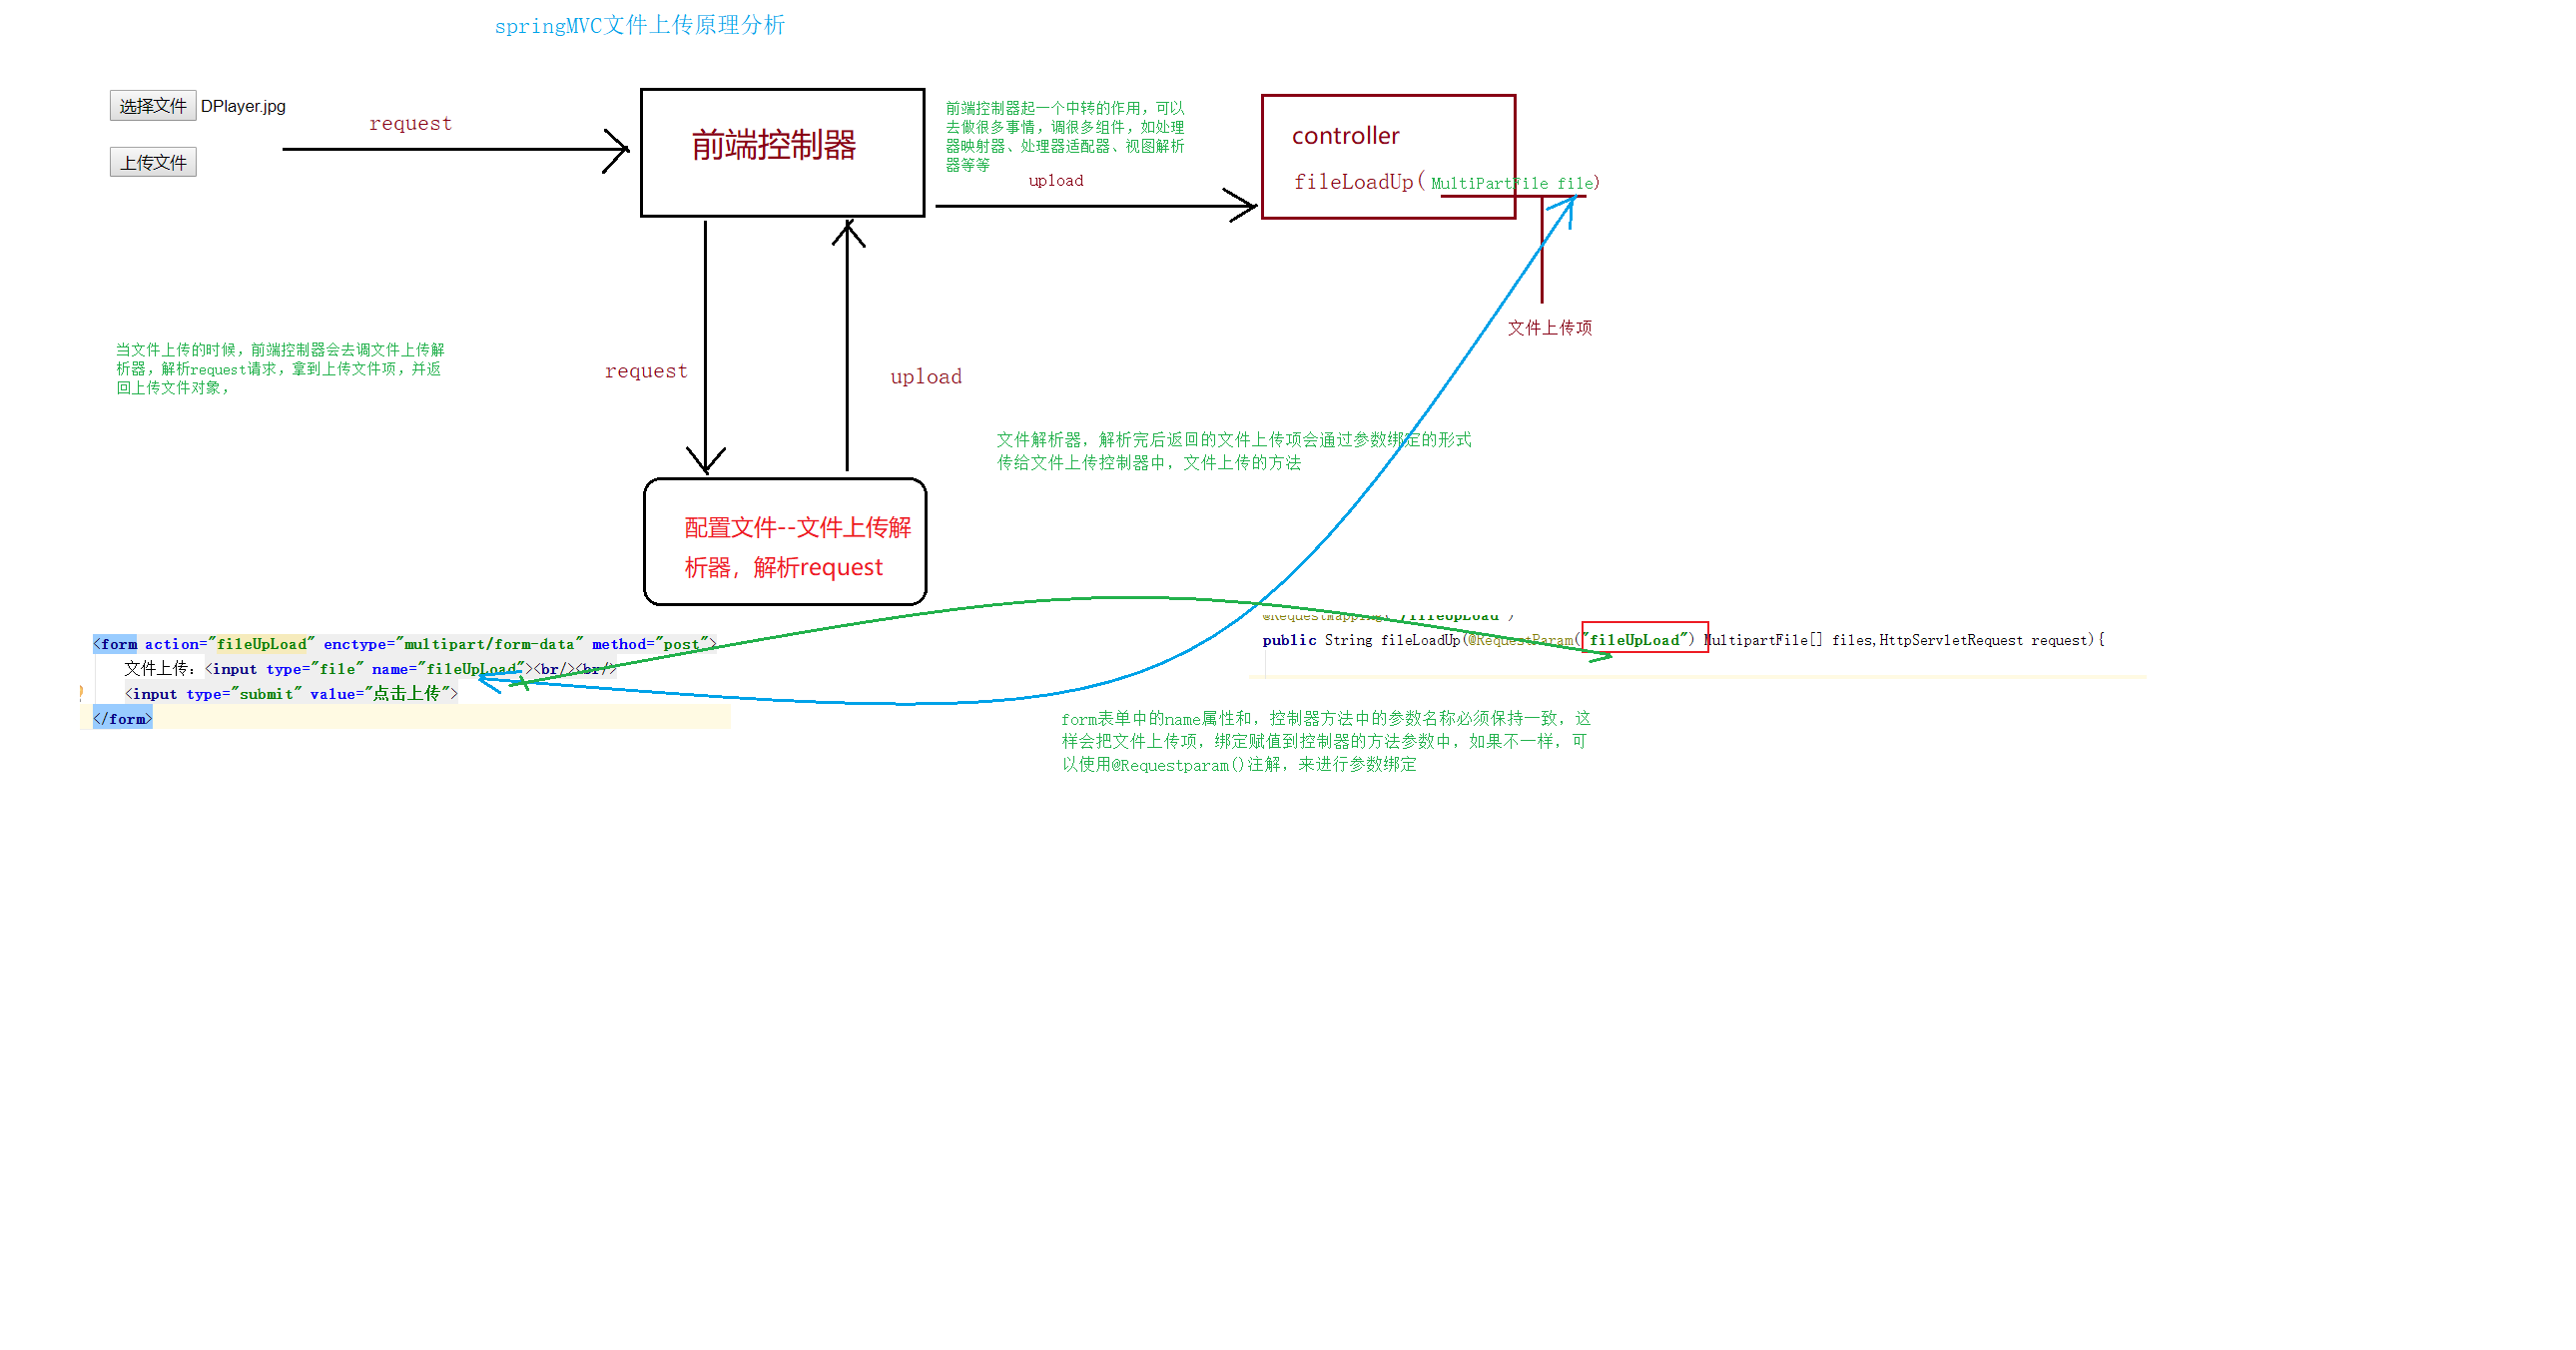 springMVC文件上传原理分析
选择文件 DPlayer.jpg
上传文件
request
前端控制器
前端控制器起一个中转的作用，可以
去做很多事情，调很多组件，如处理
器映射器、处理器适配器、视图解析
器等等
upload
controller
fileLoadUp(MultiPartFile file)
文件上传项
当文件上传的时候，前端控制器会去调文件上传解
析器，解析request请求，拿到上传文件项，并返
回上传文件对象，
request
upload
文件解析器，解析完后返回的文件上传项会通过参数绑定的形式
传给文件上传控制器中，文件上传的方法
配置文件--文件上传解
析器，解析request
<form action="fileUpLoad" enctype="multipart/form-data" method="post">
文件上传：<input type="file" name="fileUpLoad"><br/><br/>
<input type="submit" value="点击上传">
</form>
@RequestMapping("/fileUpLoad")
public String fileLoadUp(@RequestParam("fileUpLoad") MultipartFile[] files,HttpServletRequest request){
form表单中的name属性和，控制器方法中的参数名称必须保持一致，这
样会把文件上传项，绑定赋值到控制器的方法参数中，如果不一样，可
以使用@Requestparam()注解，来进行参数绑定